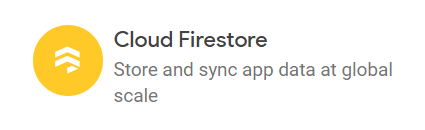 Cloud Firestore
Store and sync app data at global
scale